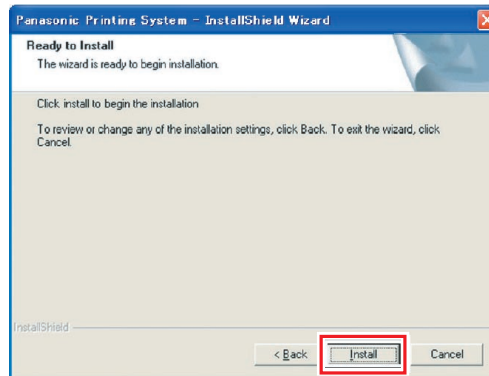 Panasonic Printing System - InstallShield Wizard
Ready to Install
The wizard is ready to begin installation.
Click install to begin the installation
To review or change any of the installation settings, click Back. To exit the wizard, click
Cancel.
InstallShield
< Back
Install
Cancel